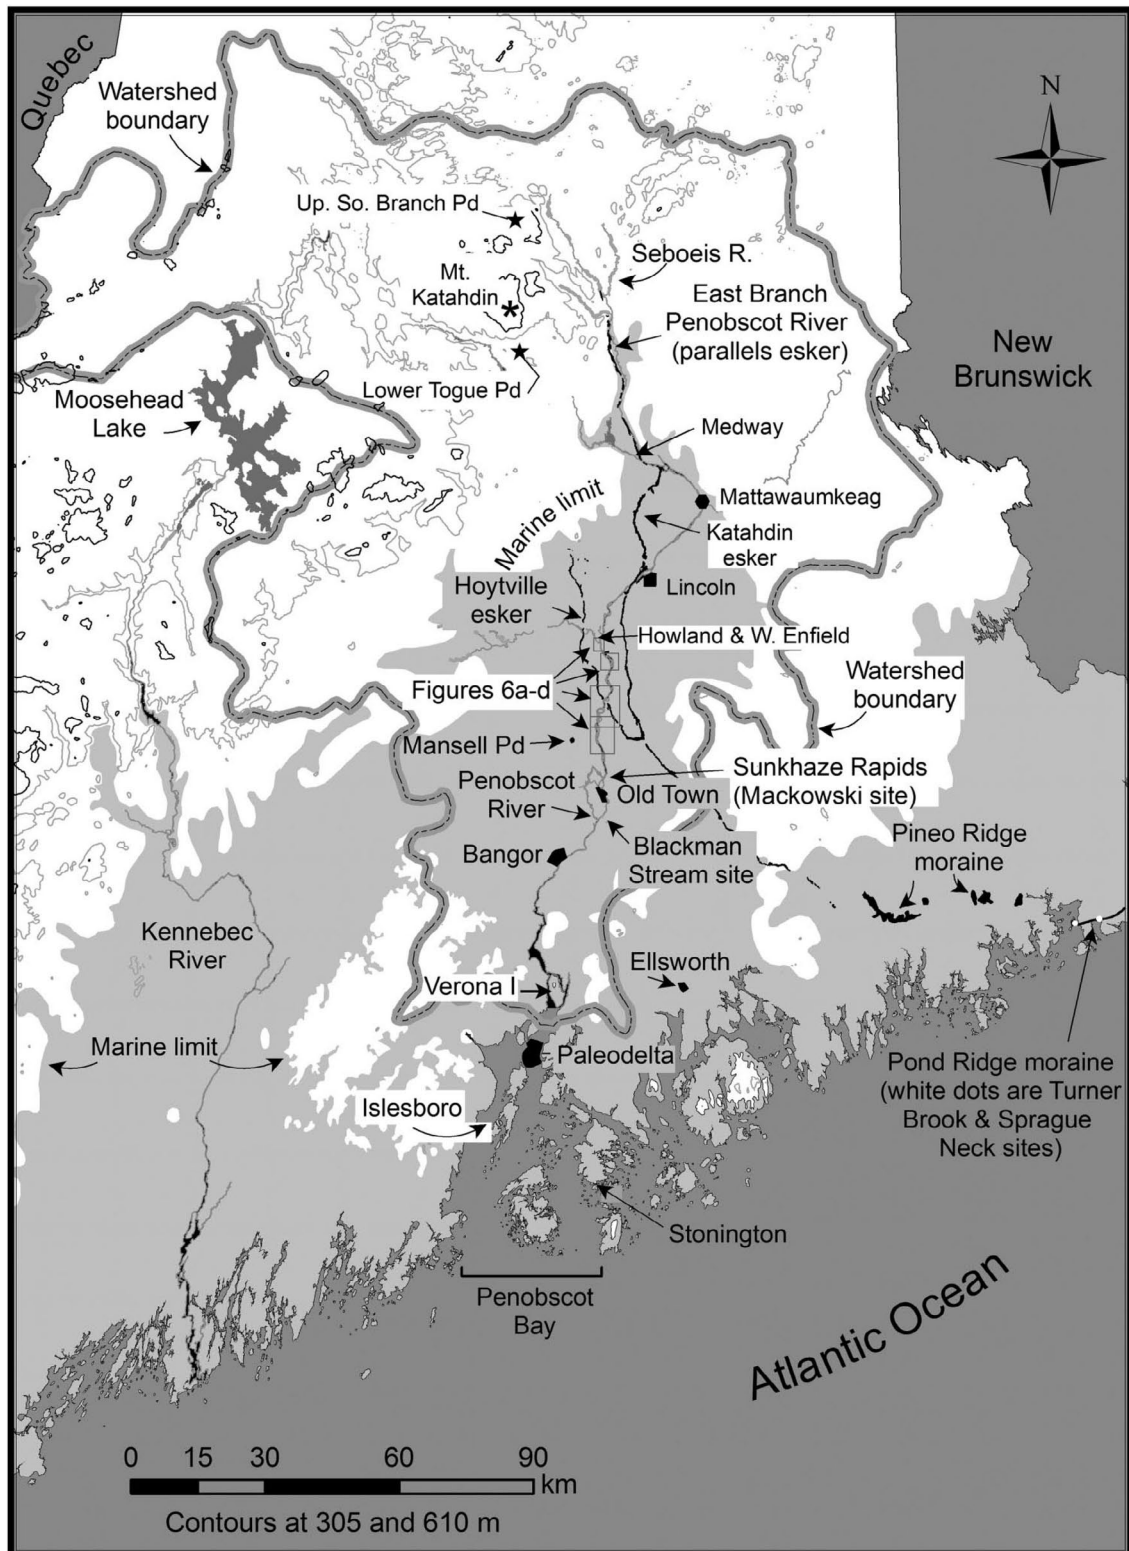 Quebec
Watershed
boundary
N
Up. So. Branch Pd
Mt.
Katahdin
*
Seboeis R.
East Branch
Penobscot River
(parallels esker)
New
Brunswick
Lower Togue Pd
Moosehead
Lake
Medway
Mattawaumkeag
Marine limit
Katahdin
esker
Hoytville
esker
Lincoln
Howland & W. Enfield
Figures 6a-d
Watershed
boundary
Mansell Pd
Sunkhaze Rapids
(Mackowski site)
Penobscot
River
Old Town
Blackman
Stream site
Pineo Ridge
moraine
Bangor
Kennebec
River
Ellsworth
Verona I
Marine limit
Paleodelta
Pond Ridge moraine
(white dots are Turner
Brook & Sprague
Neck sites)
Islesboro
Stonington
Penobscot
Bay
Atlantic Ocean
0 15 30 60 90
km
Contours at 305 and 610 m